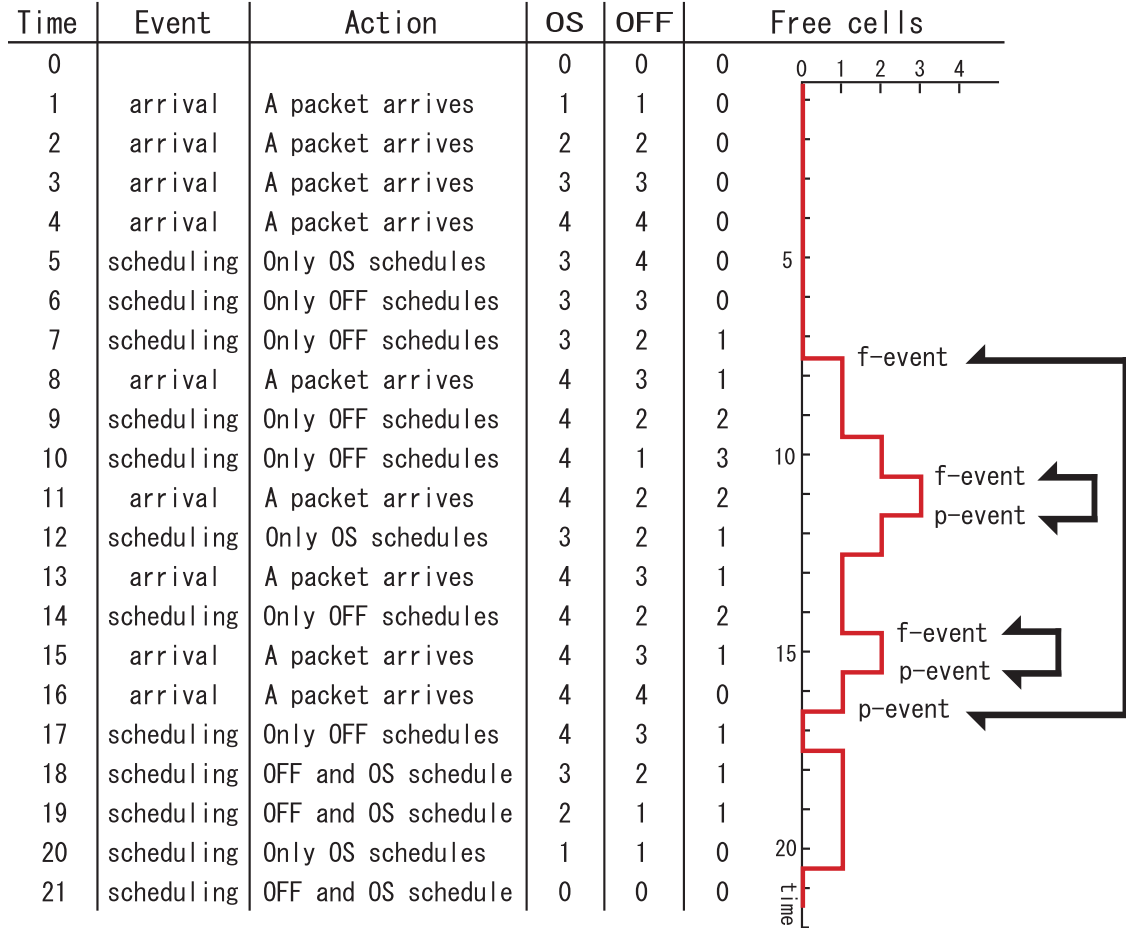 Time Event Action OS OFF Free cells
0 0 0 0
0 1 2 3 4
1 arrival A packet arrives 1 1 0
2 arrival A packet arrives 2 2 0
3 arrival A packet arrives 3 3 0
4 arrival A packet arrives 4 4 0
5 scheduling Only OS schedules 3 4 0 5
6 scheduling Only OFF schedules 3 3 0
7 scheduling Only OFF schedules 3 2 1
f-event
8 arrival A packet arrives 4 3 1
9 scheduling Only OFF schedules 4 2 2
10 scheduling Only OFF schedules 4 1 3 10
f-event
11 arrival A packet arrives 4 2 2
p-event
12 scheduling Only OS schedules 3 2 1
13 arrival A packet arrives 4 3 1
14 scheduling Only OFF schedules 4 2 2
f-event
15 arrival A packet arrives 4 3 1 15
p-event
16 arrival A packet arrives 4 4 0
p-event
17 scheduling Only OFF schedules 4 3 1
18 scheduling OFF and OS schedule 3 2 1
19 scheduling OFF and OS schedule 2 1 1
20 scheduling Only OS schedules 1 1 0 20
21 scheduling OFF and OS schedule 0 0 0
time